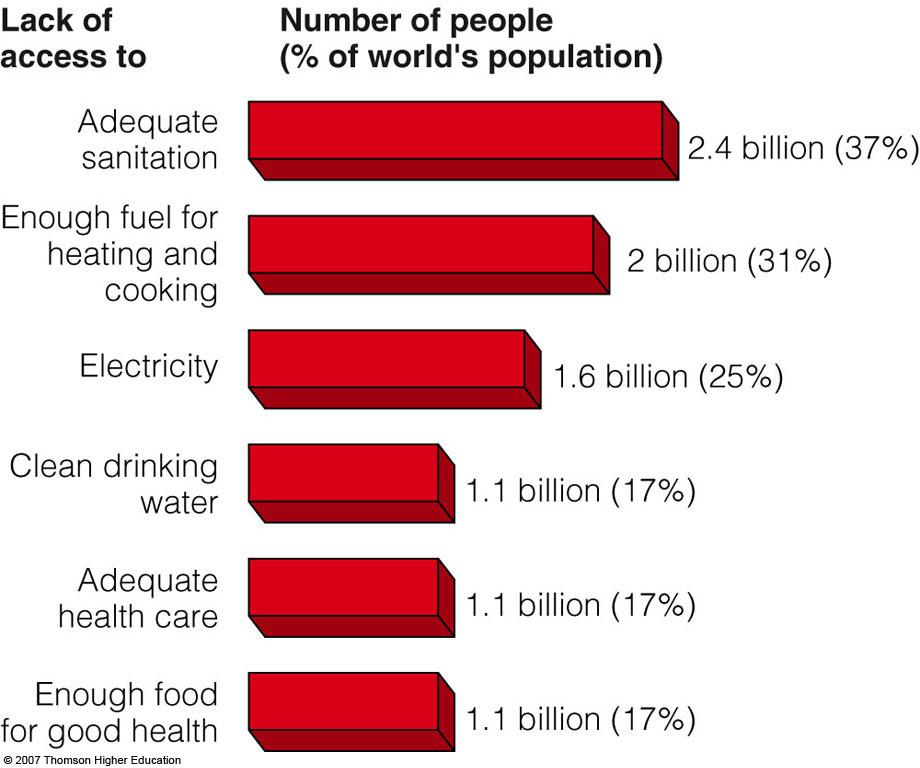 Lack of
access to
Number of people
(% of world's population)
Adequate
sanitation
2.4 billion (37%)
Enough fuel for
heating and
cooking
2 billion (31%)
Electricity
1.6 billion (25%)
Clean drinking
water
1.1 billion (17%)
Adequate
health care
1.1 billion (17%)
Enough food
for good health
1.1 billion (17%)
© 2007 Thomson Higher Education